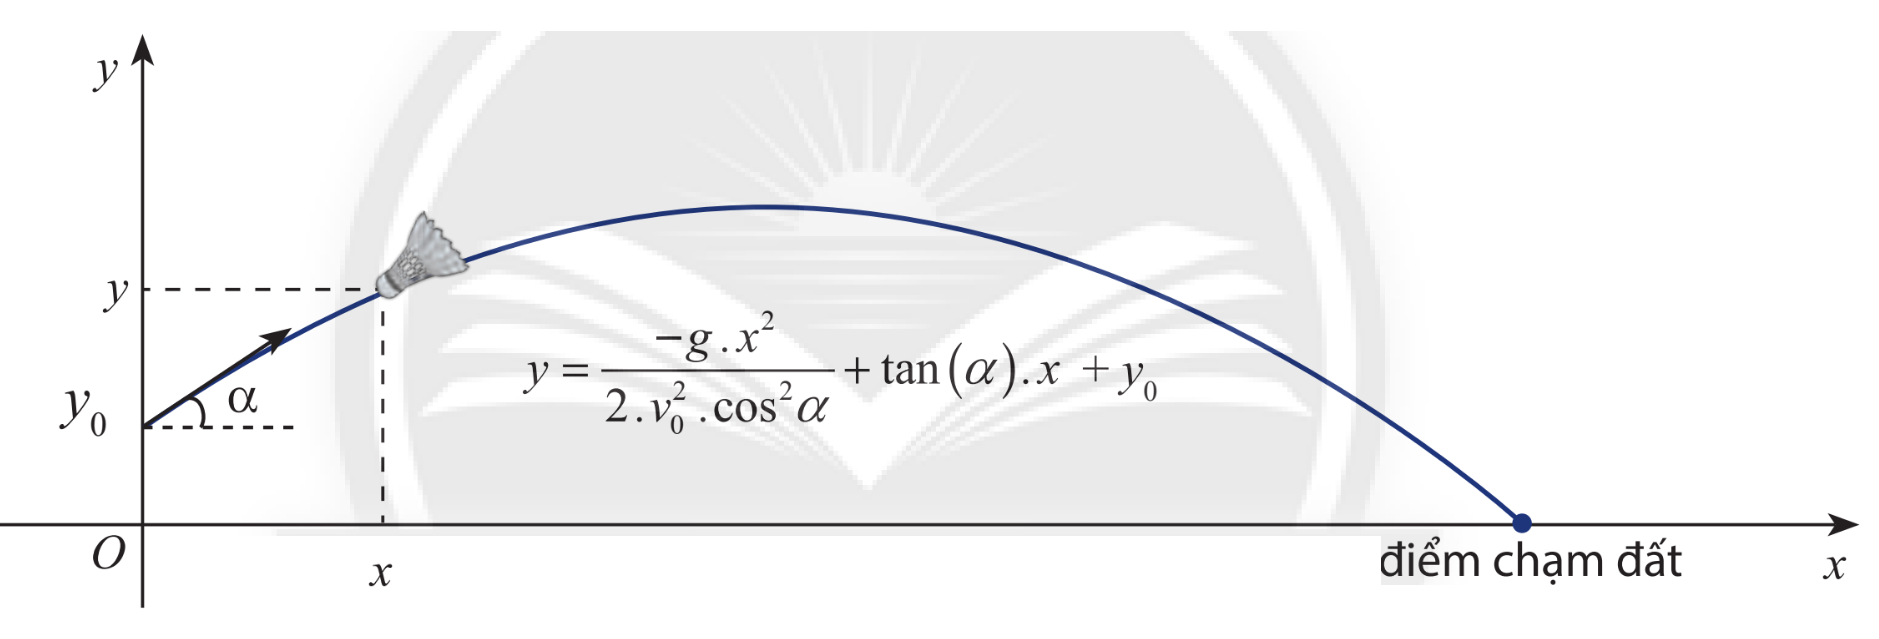 y
y
y₀
α
y = −g.x² / 2.v₀².cos²α + tan(α).x + y₀
O
x
điểm chạm đất
x